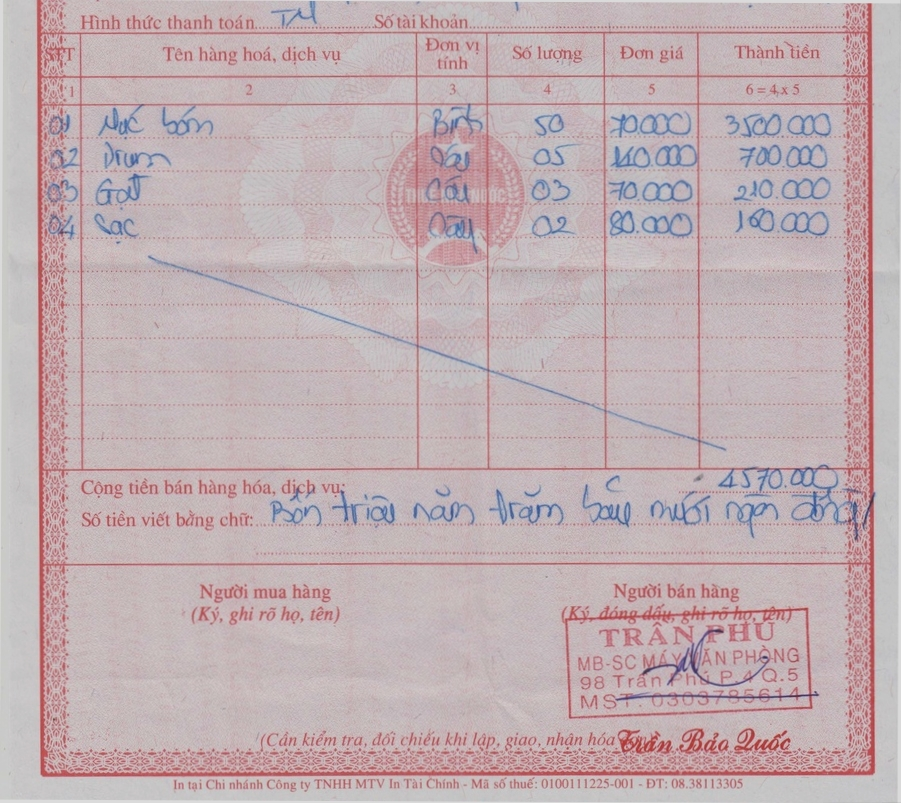 Hình thức thanh toán TM Số tài khoản
STT Tên hàng hoá, dịch vụ Đơn vị tính Số lượng Đơn giá Thành tiền
1 2 3 4 5 6 = 4 x 5
01 Mực bơm Bình 50 70.000 3500.000
02 Drum 05 140.000 700.000
03 Gạt Cái 03 70.000 210.000
04 Sạc Cây 02 80.000 160.000
Cộng tiền bán hàng hóa, dịch vụ: 4570.000
Số tiền viết bằng chữ: Bốn triệu năm trăm bảy mươi ngàn đồng/
Người mua hàng Người bán hàng
(Ký, ghi rõ họ, tên) (Ký, đóng dấu, ghi rõ họ, tên)
TRẦN PHÚ
MB-SC MÁY VĂN PHÒNG
98 Trần Phú P.4 Q.5
MST: 0303785614
(Cần kiểm tra, đối chiếu khi lập, giao, nhận hóa Trần Bảo Quốc
In tại Chi nhánh Công ty TNHH MTV In Tài Chính - Mã số thuế: 0100111225-001 - ĐT: 08.38113305